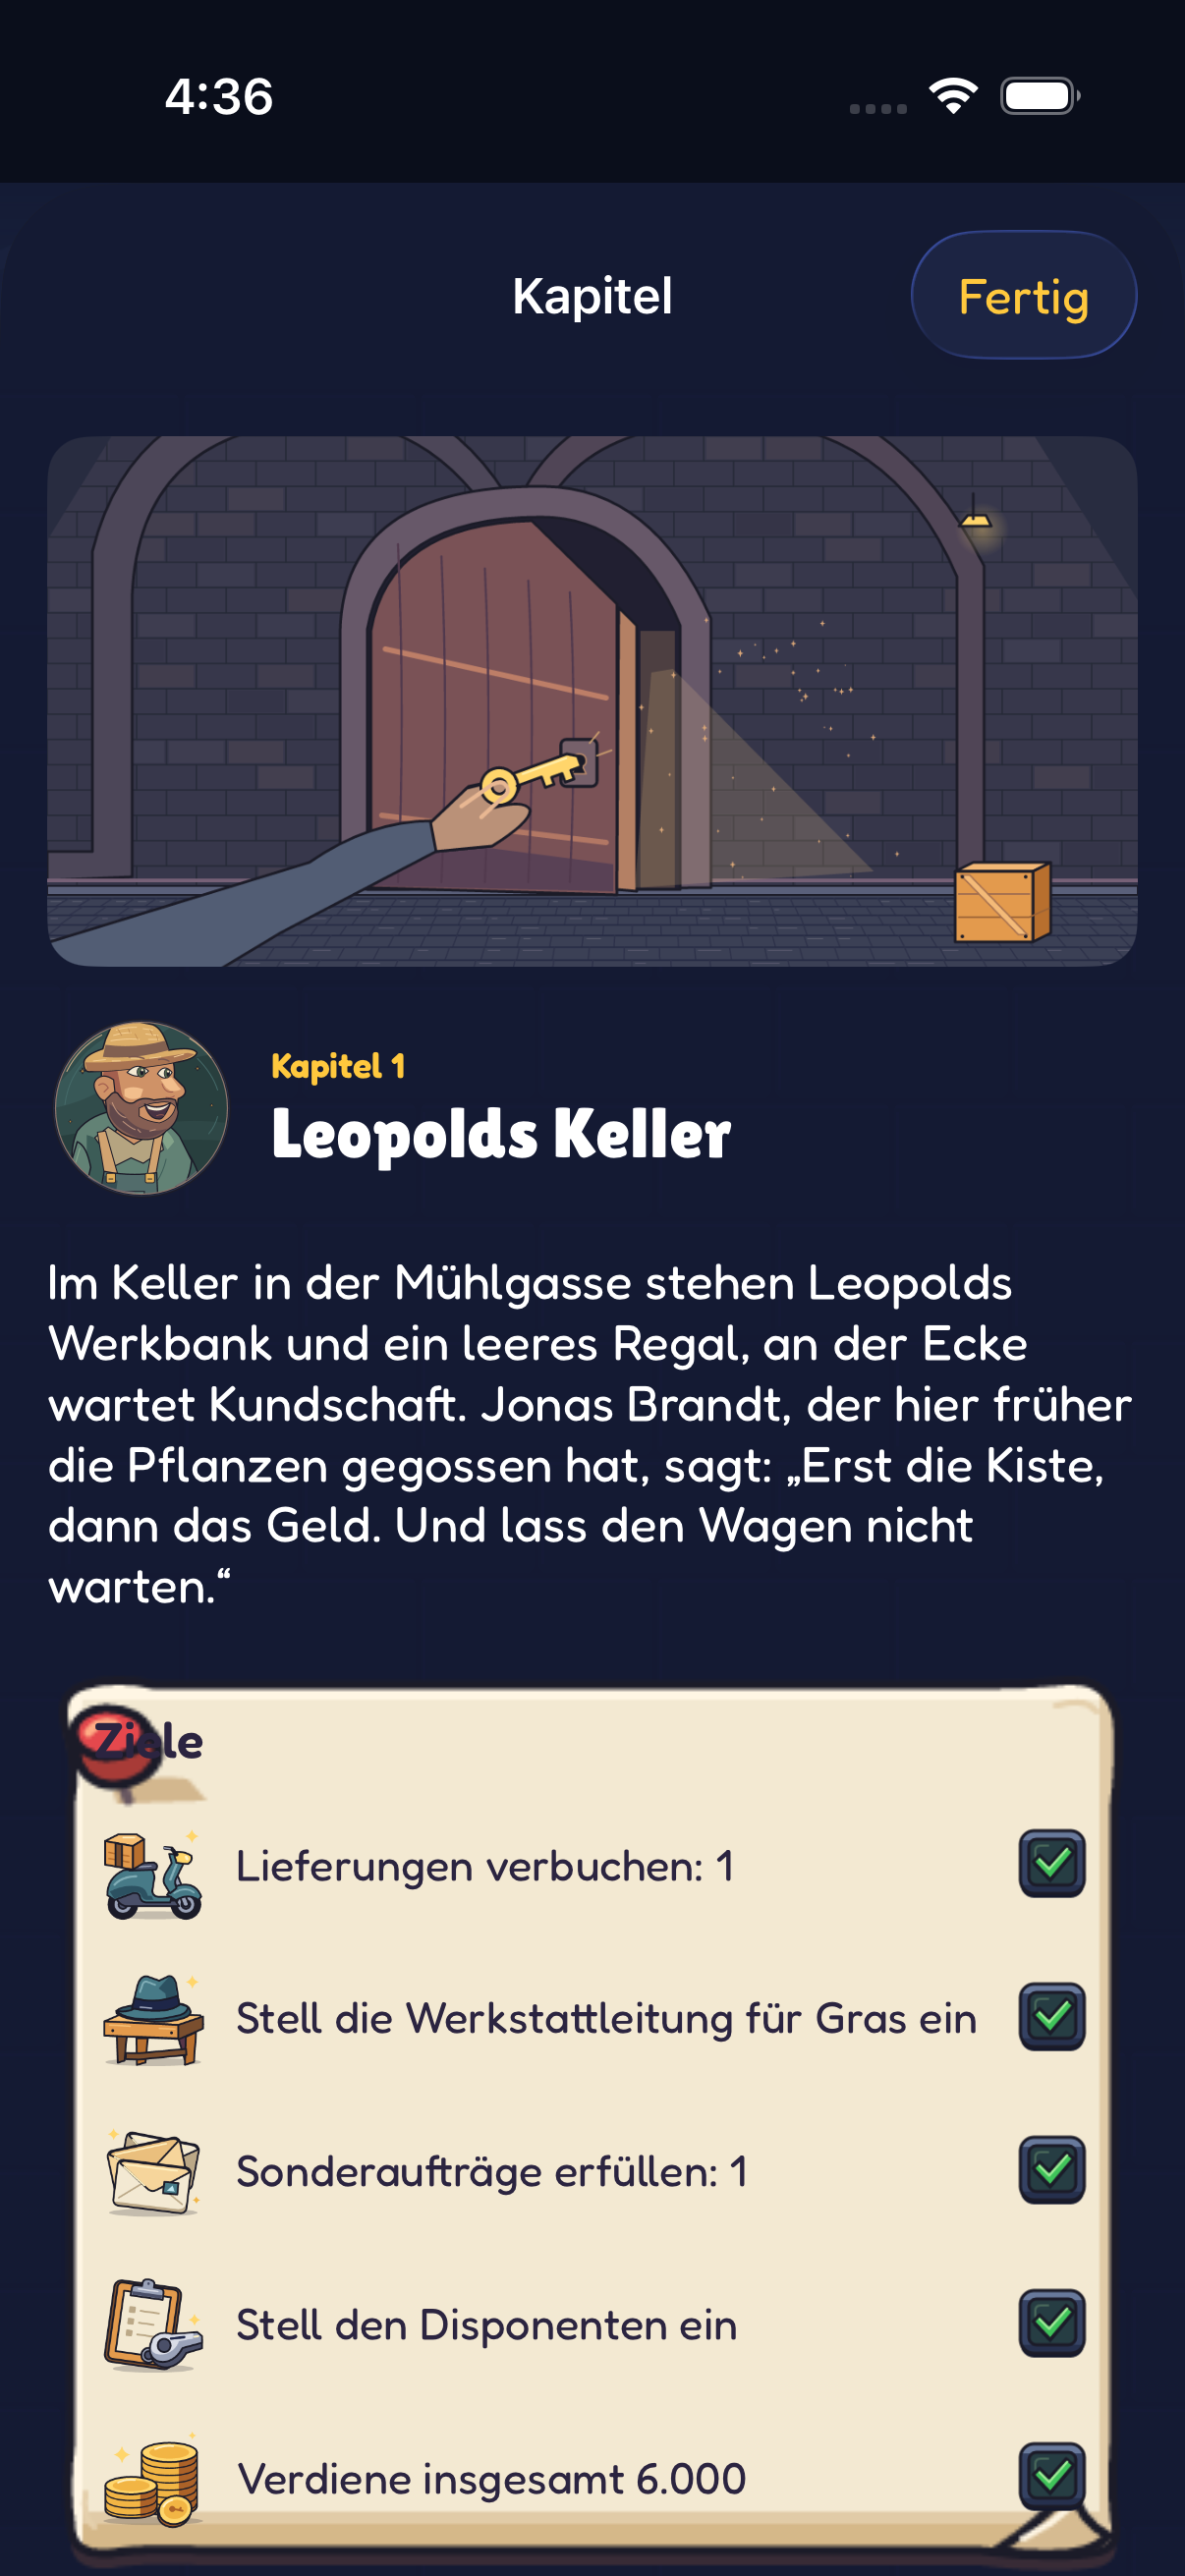 4:36
Kapitel
Fertig
Kapitel 1
Leopolds Keller
Im Keller in der Mühlgasse stehen Leopolds
Werkbank und ein leeres Regal, an der Ecke
wartet Kundschaft. Jonas Brandt, der hier früher
die Pflanzen gegossen hat, sagt: „Erst die Kiste,
dann das Geld. Und lass den Wagen nicht
warten.“
Ziele
Lieferungen verbuchen: 1
Stell die Werkstattleitung für Gras ein
Sonderaufträge erfüllen: 1
Stell den Disponenten ein
Verdiene insgesamt 6.000